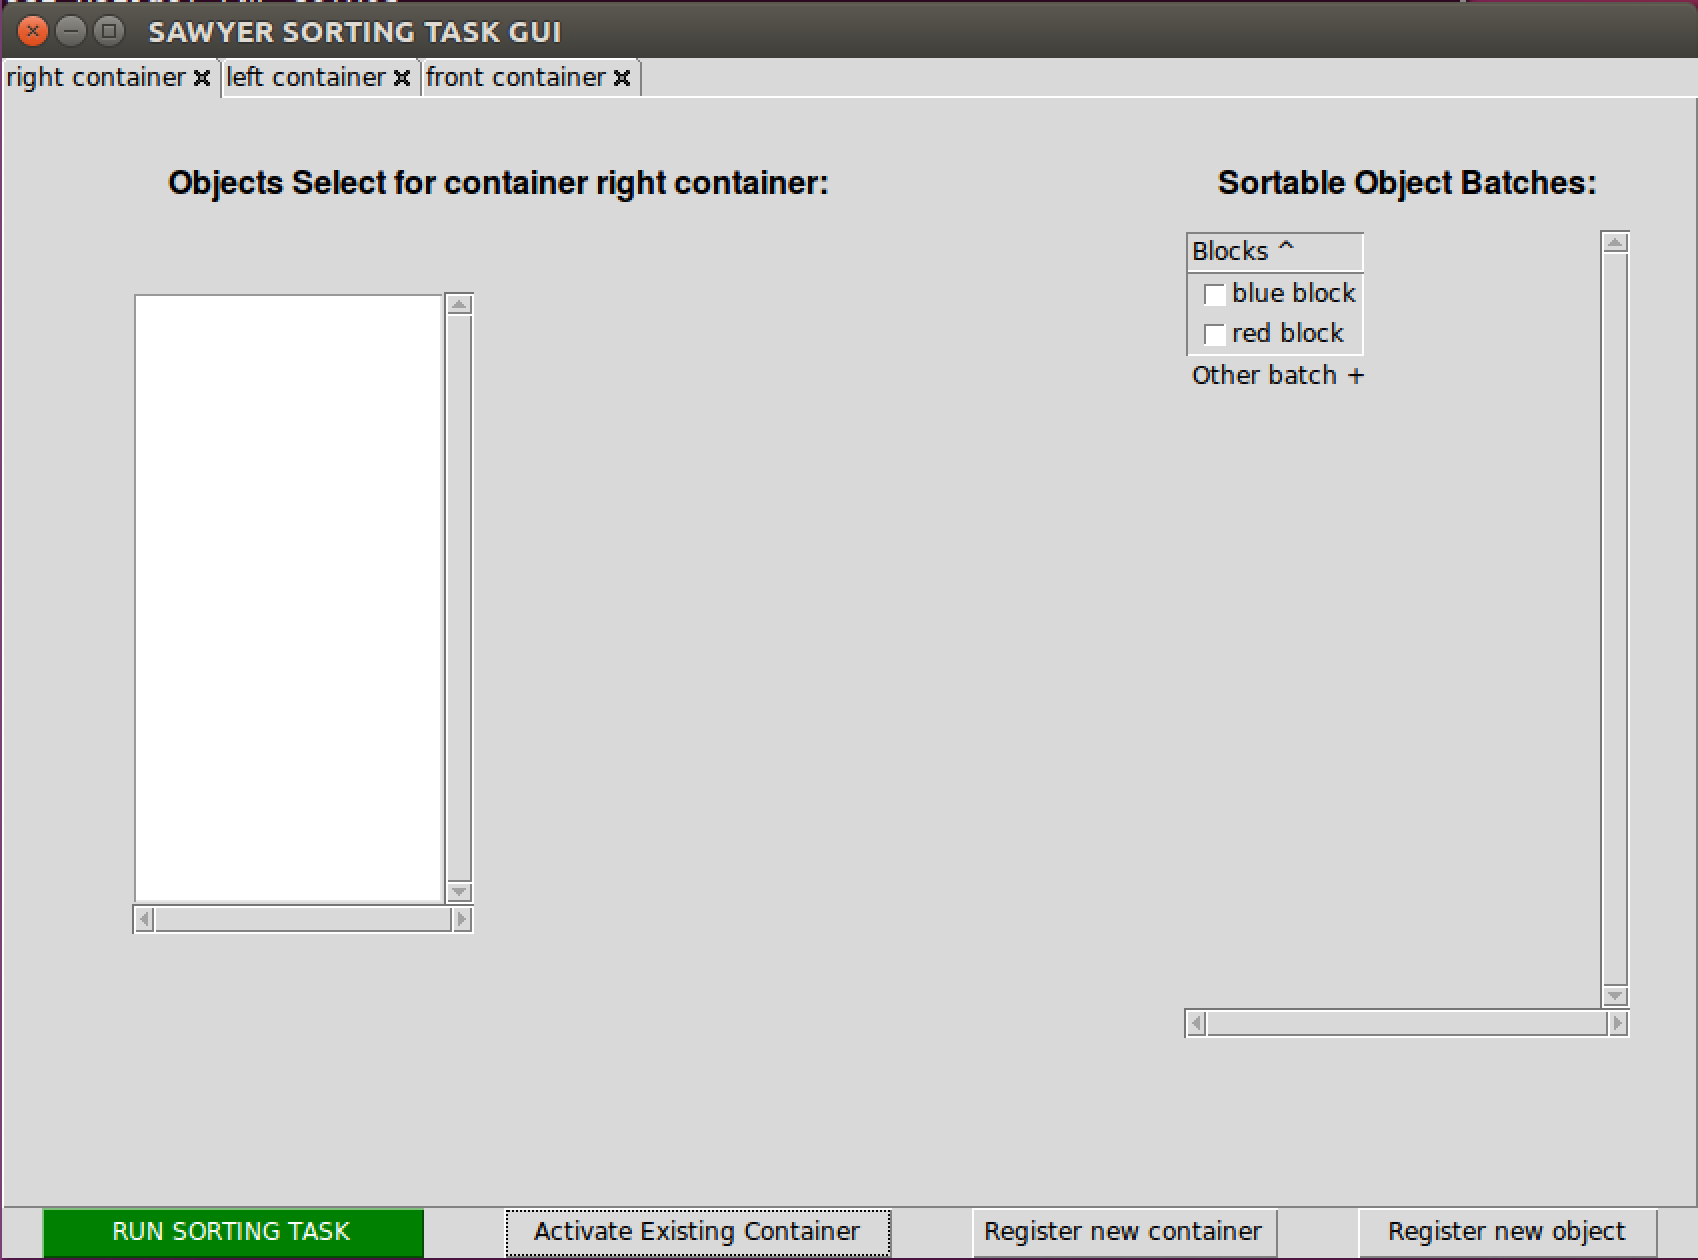 SAWYER SORTING TASK GUI
right container
left container
front container
Objects Select for container right container:
Sortable Object Batches:
Blocks ^
blue block
red block
Other batch +
RUN SORTING TASK
Activate Existing Container
Register new container
Register new object